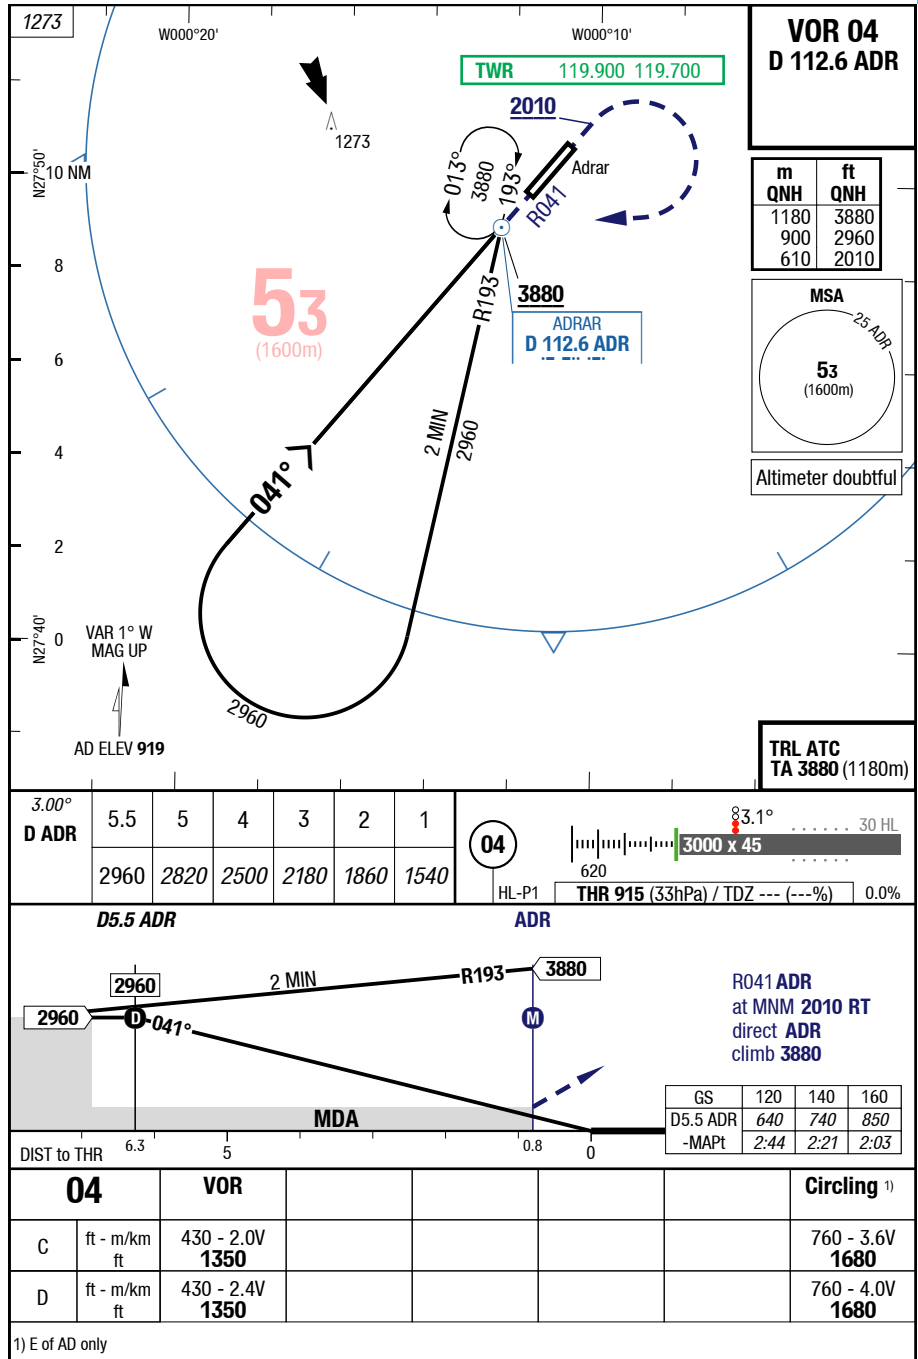 1273
W000°20'
W000°10'
VOR 04
D 112.6 ADR
TWR 119.900 119.700
2010
1273
Adrar
N27°50'
10 NM
013°
3880
193°
R041
m ft
QNH QNH
1180 3880
900 2960
610 2010
8
53
(1600m)
R193
3880
ADRAR
D 112.6 ADR
MSA
25 ADR
53
(1600m)
6
2 MIN
2960
4
041°
Altimeter doubtful
2
N27°40'
0
VAR 1° W
MAG UP
2960
AD ELEV 919
TRL ATC
TA 3880 (1180m)
3.00°
D ADR 5.5 5 4 3 2 1
2960 2820 2500 2180 1860 1540
04
HL-P1
3.1°
30 HL
3000 x 45
620
THR 915 (33hPa) / TDZ --- (---%)
0.0%
D5.5 ADR
ADR
2960
2 MIN
R193
3880
2960
D
041°
M
R041 ADR
at MNM 2010 RT
direct ADR
climb 3880
MDA
GS 120 140 160
D5.5 ADR 640 740 850
-MAPt 2:44 2:21 2:03
DIST to THR 6.3 5 0.8 0
04 VOR Circling 1)
C ft - m/km 430 - 2.0V 760 - 3.6V
ft 1350 1680
D ft - m/km 430 - 2.4V 760 - 4.0V
ft 1350 1680
1) E of AD only